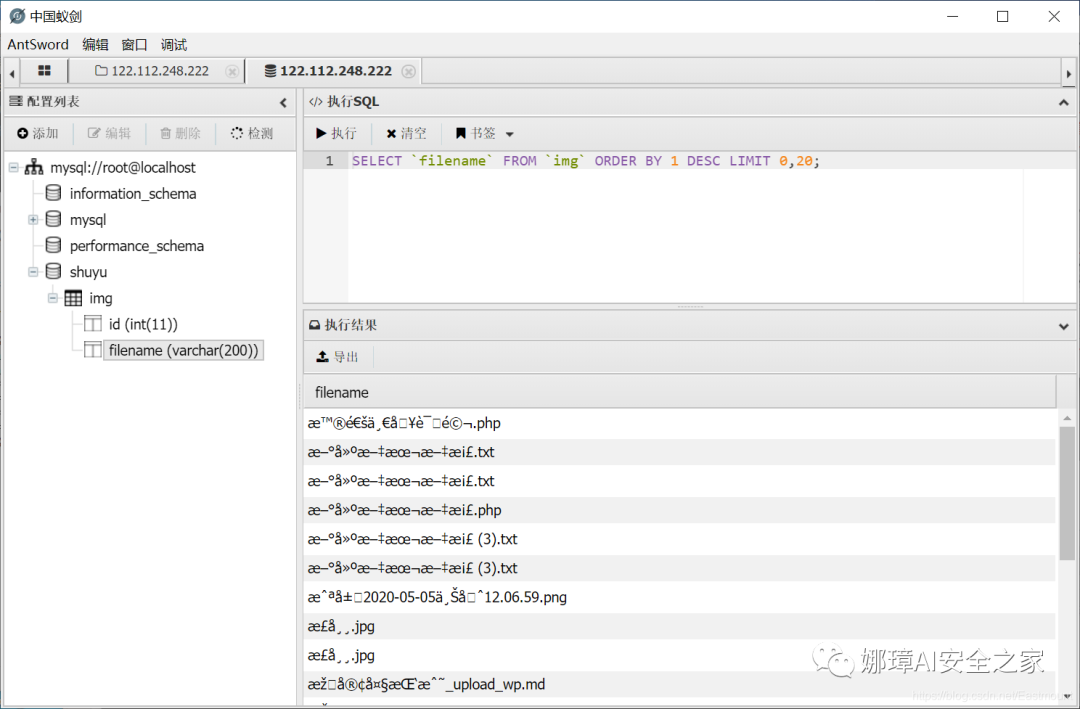 中国蚁剑
AntSword 编辑 窗口 调试
122.112.248.222 122.112.248.222
配置列表
添加 编辑 删除 检测
mysql://root@localhost
information_schema
mysql
performance_schema
shuyu
img
id (int(11))
filename (varchar(200))
执行SQL
执行 清空 书签
1 SELECT `filename` FROM `img` ORDER BY 1 DESC LIMIT 0,20;
执行结果
导出
filename
æ™®é€šä¸€å¥è¯é©¬.php
æ–°å»ºæ–‡æœ¬æ–‡æ¡£.txt
æ–°å»ºæ–‡æœ¬æ–‡æ¡£.txt
æ–°å»ºæ–‡æœ¬æ–‡æ¡£.php
æ–°å»ºæ–‡æœ¬æ–‡æ¡£ (3).txt
æ–°å»ºæ–‡æœ¬æ–‡æ¡£ (3).txt
æˆªå±2020-05-05ä¸Šåˆ12.06.59.png
æ£å¸¸.jpg
æ£å¸¸.jpg
æžå®¢å¤§æŒ‘æˆ˜_upload_wp.md
娜璋AI安全之家